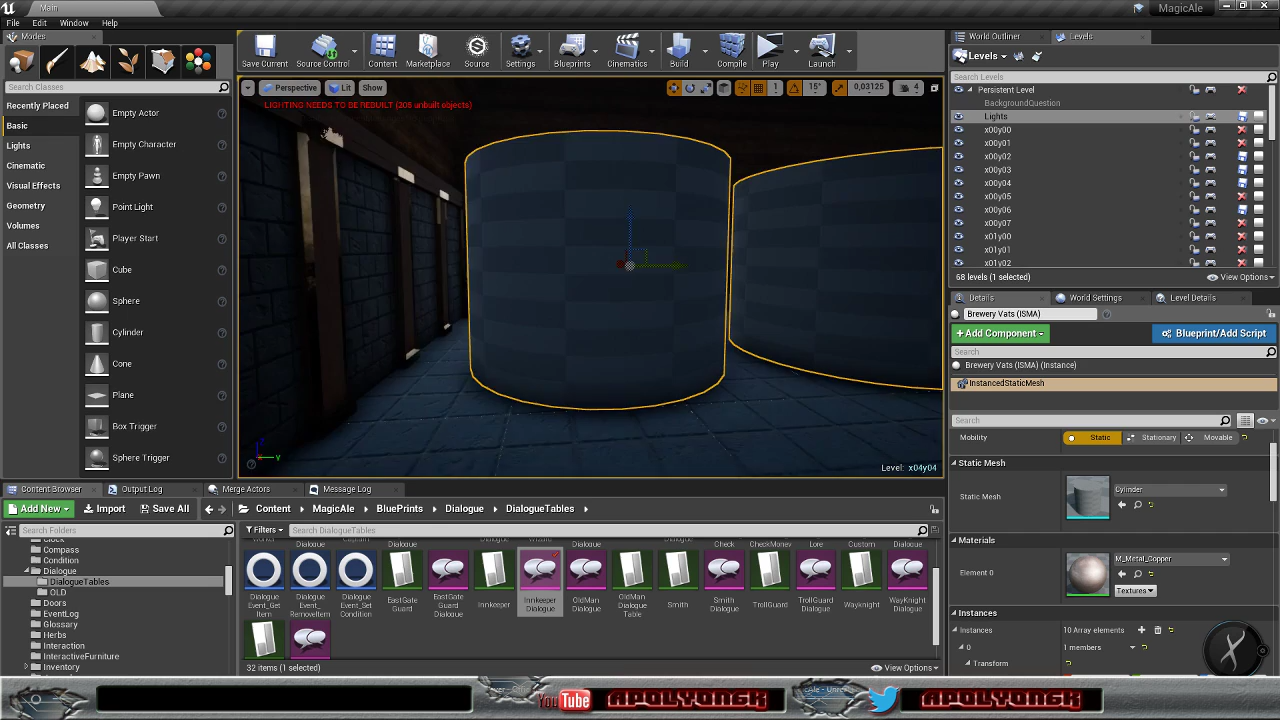 Main
MagicAle
File Edit Window Help
Modes
Save Current
Source Control
Content
Marketplace
Source
Settings
Blueprints
Cinematics
Build
Compile
Play
Launch
World Outliner
Levels
Levels
Search Classes
Search Levels
Perspective
Lit
Show
1
15°
0,03125
4
LIGHTING NEEDS TO BE REBUILT (205 unbuilt objects)
Recently Placed
Basic
Lights
Cinematic
Visual Effects
Geometry
Volumes
All Classes
Empty Actor
Empty Character
Empty Pawn
Point Light
Player Start
Cube
Sphere
Cylinder
Cone
Plane
Box Trigger
Sphere Trigger
Level: x04y04
Persistent Level
BackgroundQuestion
Lights
x00y00
x00y01
x00y02
x00y03
x00y04
x00y05
x00y06
x00y07
x01y00
x01y01
x01y02
68 levels (1 selected)
View Options
Details
World Settings
Level Details
Brewery Vats (ISMA)
Add Component
Blueprint/Add Script
Search
Brewery Vats (ISMA) (Instance)
InstancedStaticMesh
Search
Mobility
Static
Stationary
Movable
Static Mesh
Static Mesh
Cylinder
Materials
Element 0
M_Metal_Copper
Textures
Instances
Instances
10 Array elements
0
1 members
Transform
Content Browser
Output Log
Merge Actors
Message Log
Add New
Import
Save All
Content
MagicAle
BluePrints
Dialogue
DialogueTables
Search Folders
Filters
Search DialogueTables
Compass
Condition
Dialogue
DialogueTables
OLD
Doors
EventLog
Glossary
Herbs
Interaction
InteractiveFurniture
Inventory
Dialogue Event_Get Item
Dialogue Event_ RemoveItem
Dialogue Event_Set Condition
EastGate Guard
EastGate Guard Dialogue
Innkeeper
Innkeeper Dialogue
OldMan Dialogue
OldMan Dialogue Table
Smith
Smith Dialogue
TrollGuard
TrollGuard Dialogue
Wayknight
WayKnight Dialogue
32 items (1 selected)
View Options
YouTube
APOLYONGK
APOLYONGK